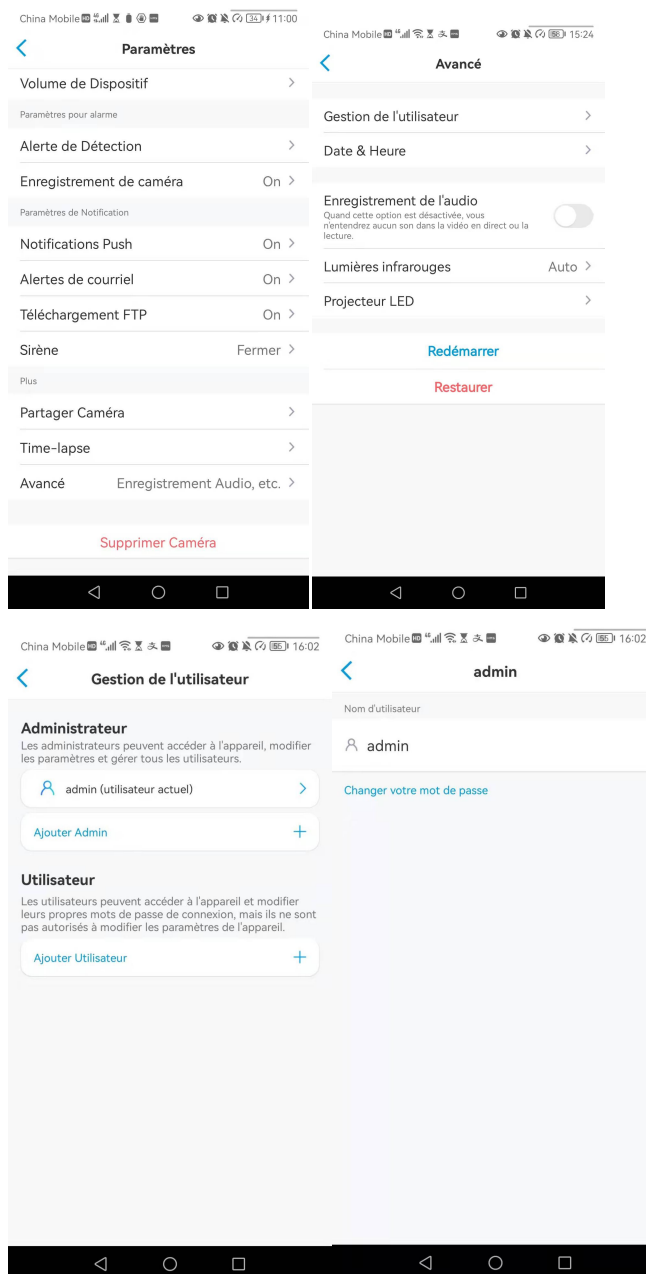 China Mobile HD 11:00
Paramètres
Volume de Dispositif
Paramètres pour alarme
Alerte de Détection
Enregistrement de caméra On
Paramètres de Notification
Notifications Push On
Alertes de courriel On
Téléchargement FTP On
Sirène Fermer
Plus
Partager Caméra
Time-lapse
Avancé Enregistrement Audio, etc.
Supprimer Caméra
China Mobile HD 15:24
Avancé
Gestion de l'utilisateur
Date & Heure
Enregistrement de l'audio
Quand cette option est désactivée, vous
n'entendrez aucun son dans la vidéo en direct ou la
lecture.
Lumières infrarouges Auto
Projecteur LED
Redémarrer
Restaurer
China Mobile HD 16:02
Gestion de l'utilisateur
Administrateur
Les administrateurs peuvent accéder à l'appareil, modifier
les paramètres et gérer tous les utilisateurs.
admin (utilisateur actuel)
Ajouter Admin
Utilisateur
Les utilisateurs peuvent accéder à l'appareil et modifier
leurs propres mots de passe de connexion, mais ils ne sont
pas autorisés à modifier les paramètres de l'appareil.
Ajouter Utilisateur
China Mobile HD 16:02
admin
Nom d'utilisateur
admin
Changer votre mot de passe